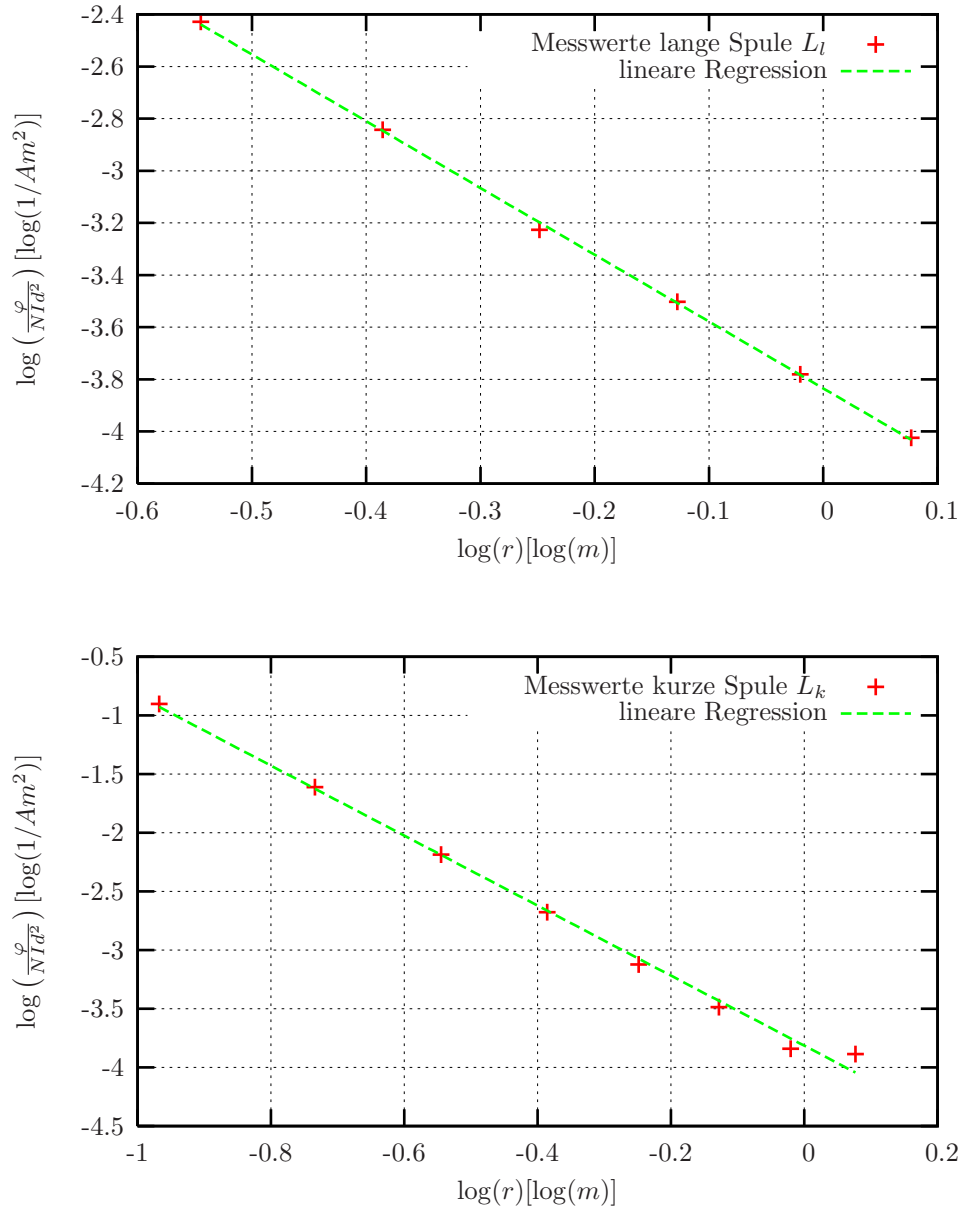 -2.4
-2.6
-2.8
-3
-3.2
-3.4
-3.6
-3.8
-4
-4.2
-0.6 -0.5 -0.4 -0.3 -0.2 -0.1 0 0.1
log(r)[log(m)]
log (φ/NId²) [log(1/Am²)]
Messwerte lange Spule L_l
lineare Regression
-0.5
-1
-1.5
-2
-2.5
-3
-3.5
-4
-4.5
-1 -0.8 -0.6 -0.4 -0.2 0 0.2
log(r)[log(m)]
log (φ/NId²) [log(1/Am²)]
Messwerte kurze Spule L_k
lineare Regression